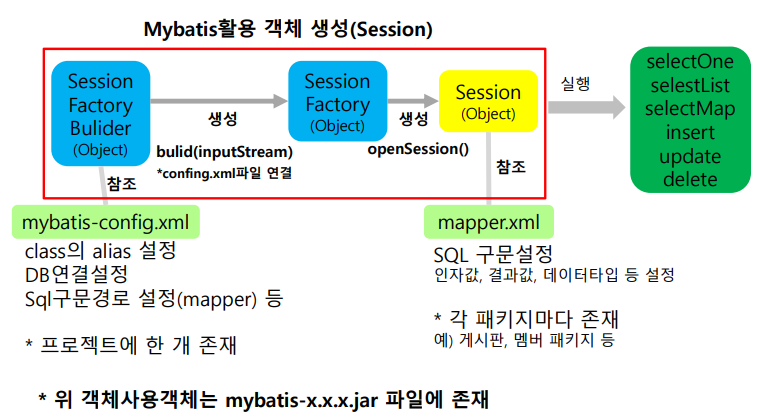 Mybatis활용 객체 생성(Session)
Session
Factory
Bulider
(Object)
생성
bulid(inputStream)
*confing.xml파일 연결
Session
Factory
(Object)
생성
openSession()
Session
(Object)
실행
selectOne
selestList
selectMap
insert
update
delete
참조
참조
mybatis-config.xml
class의 alias 설정
DB연결설정
Sql구문경로 설정(mapper) 등
* 프로젝트에 한 개 존재
mapper.xml
SQL 구문설정
인자값, 결과값, 데이터타입 등 설정
* 각 패키지마다 존재
예) 게시판, 멤버 패키지 등
* 위 객체사용객체는 mybatis-x.x.x.jar 파일에 존재